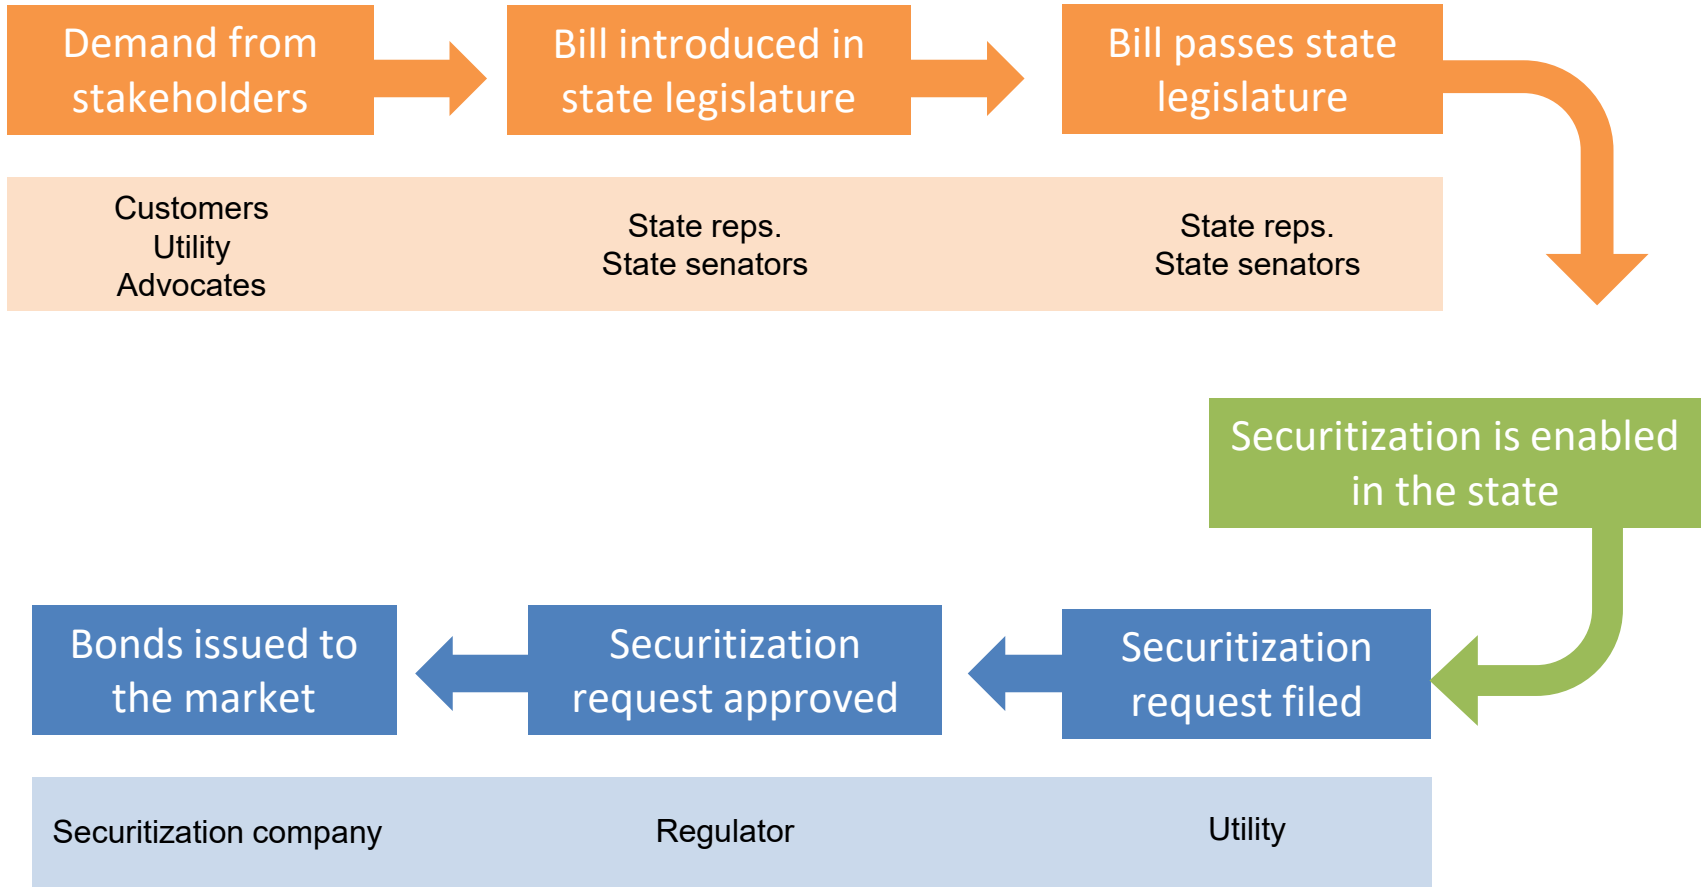 Demand from
stakeholders
Bill introduced in
state legislature
Bill passes state
legislature
Customers
Utility
Advocates
State reps.
State senators
State reps.
State senators
Securitization is enabled
in the state
Securitization
request filed
Securitization
request approved
Bonds issued to
the market
Utility
Regulator
Securitization company